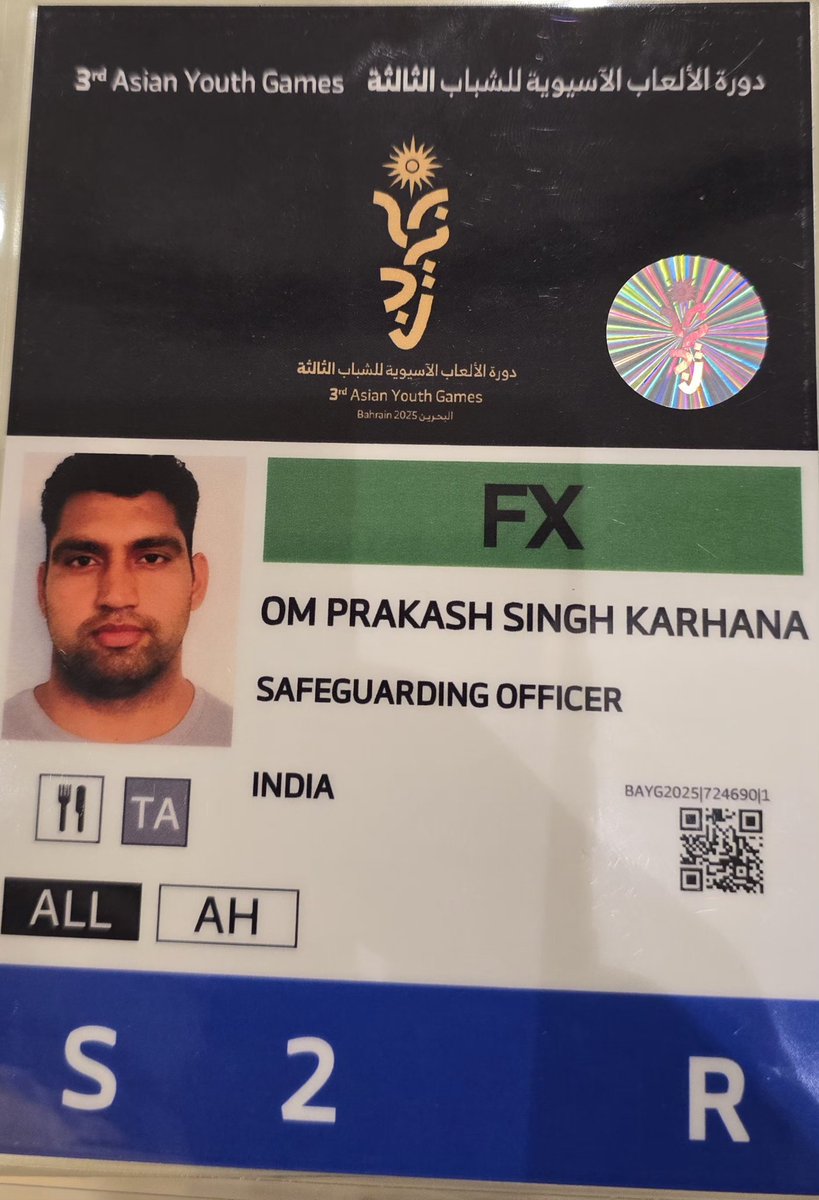 3rd Asian Youth Games دورة الألعاب الآسيوية للشباب الثالثة
دورة الألعاب الآسيوية للشباب الثالثة
3rd Asian Youth Games
Bahrain 2025 البحرين
FX
OM PRAKASH SINGH KARHANA
SAFEGUARDING OFFICER
INDIA
BAYG2025|724690|1
TA
ALL AH
S 2 R